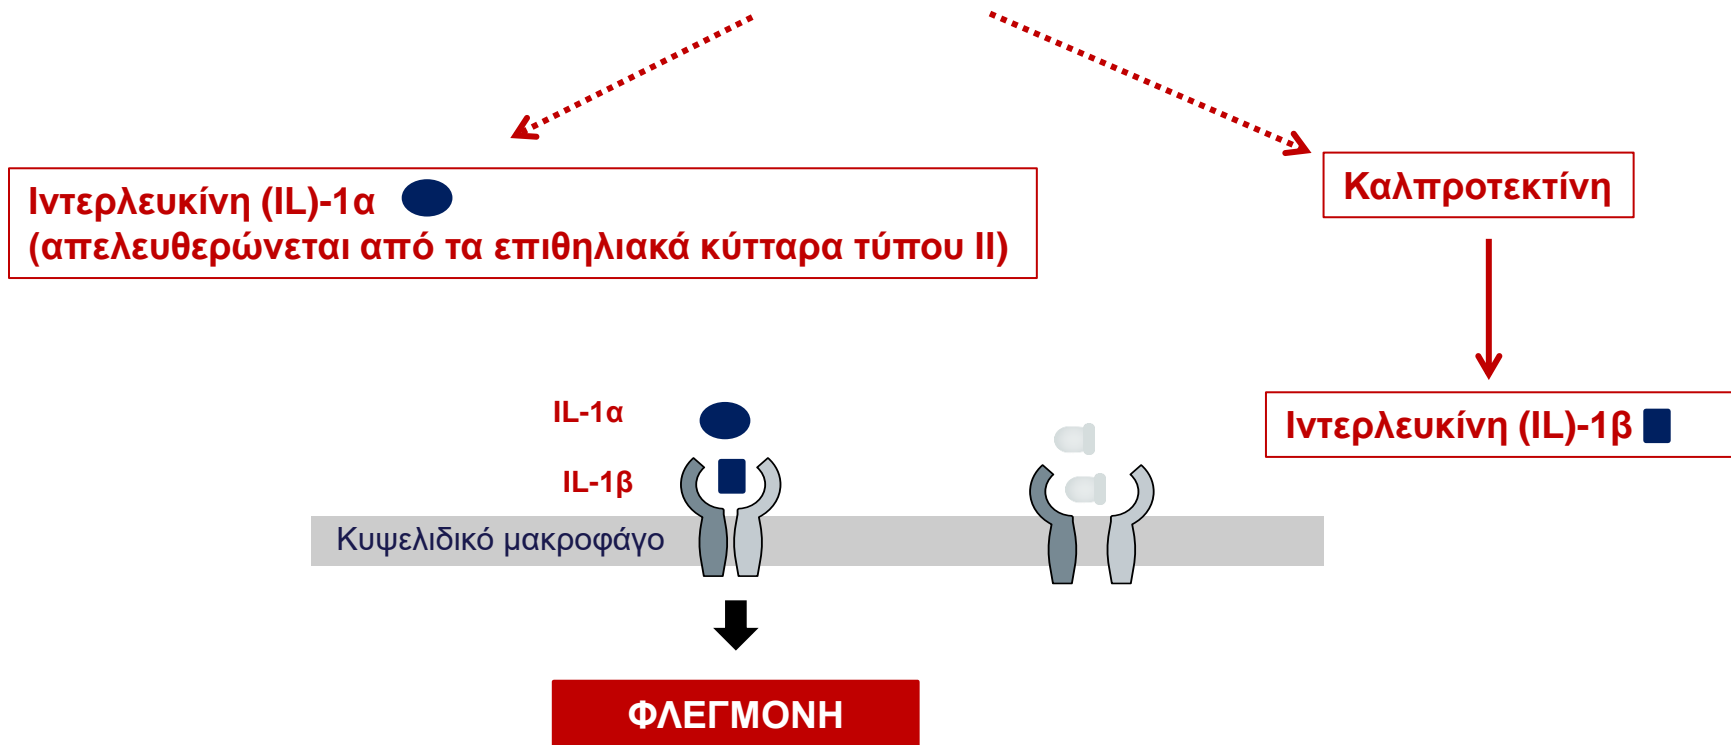 Ιντερλευκίνη (IL)-1α
(απελευθερώνεται από τα επιθηλιακά κύτταρα τύπου II)
Καλπροτεκτίνη
Ιντερλευκίνη (IL)-1β
IL-1α
IL-1β
Κυψελιδικό μακροφάγο
ΦΛΕΓΜΟΝΗ